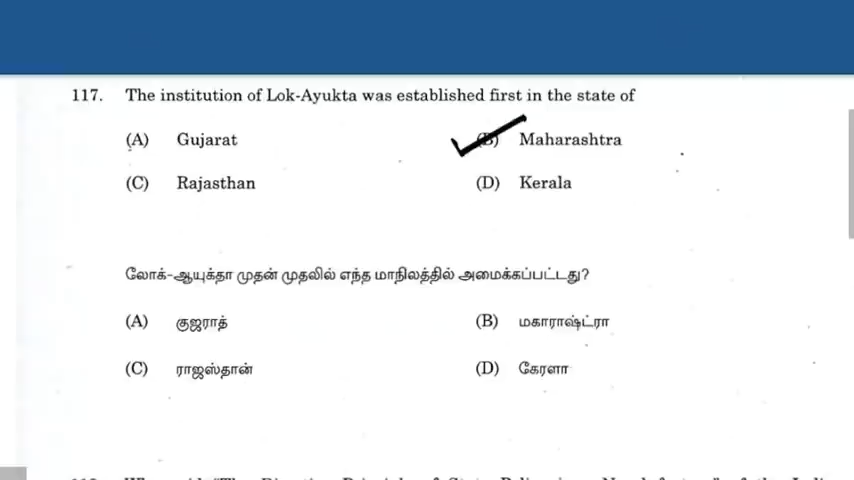 117. The institution of Lok-Ayukta was established first in the state of
(A) Gujarat (B) Maharashtra
(C) Rajasthan (D) Kerala
லோக்-ஆயுக்தா முதன் முதலில் எந்த மாநிலத்தில் அமைக்கப்பட்டது?
(A) குஜராத் (B) மகாராஷ்ட்ரா
(C) ராஜஸ்தான் (D) கேரளா